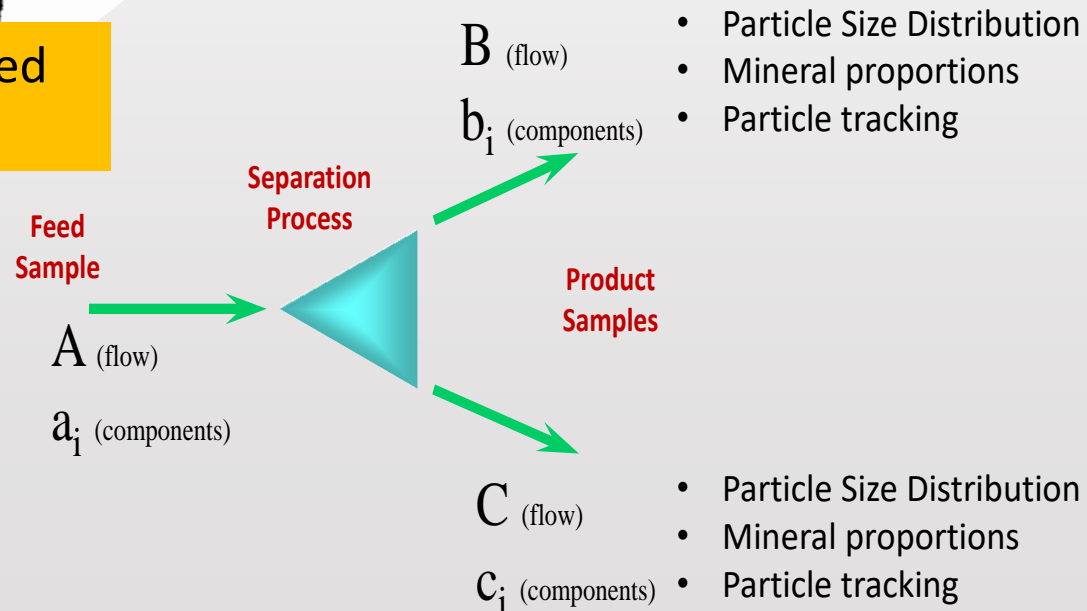 ed
B (flow)
bi (components)
• Particle Size Distribution
• Mineral proportions
• Particle tracking
Separation
Process
Feed
Sample
A (flow)
ai (components)
Product
Samples
C (flow)
ci (components)
• Particle Size Distribution
• Mineral proportions
• Particle tracking